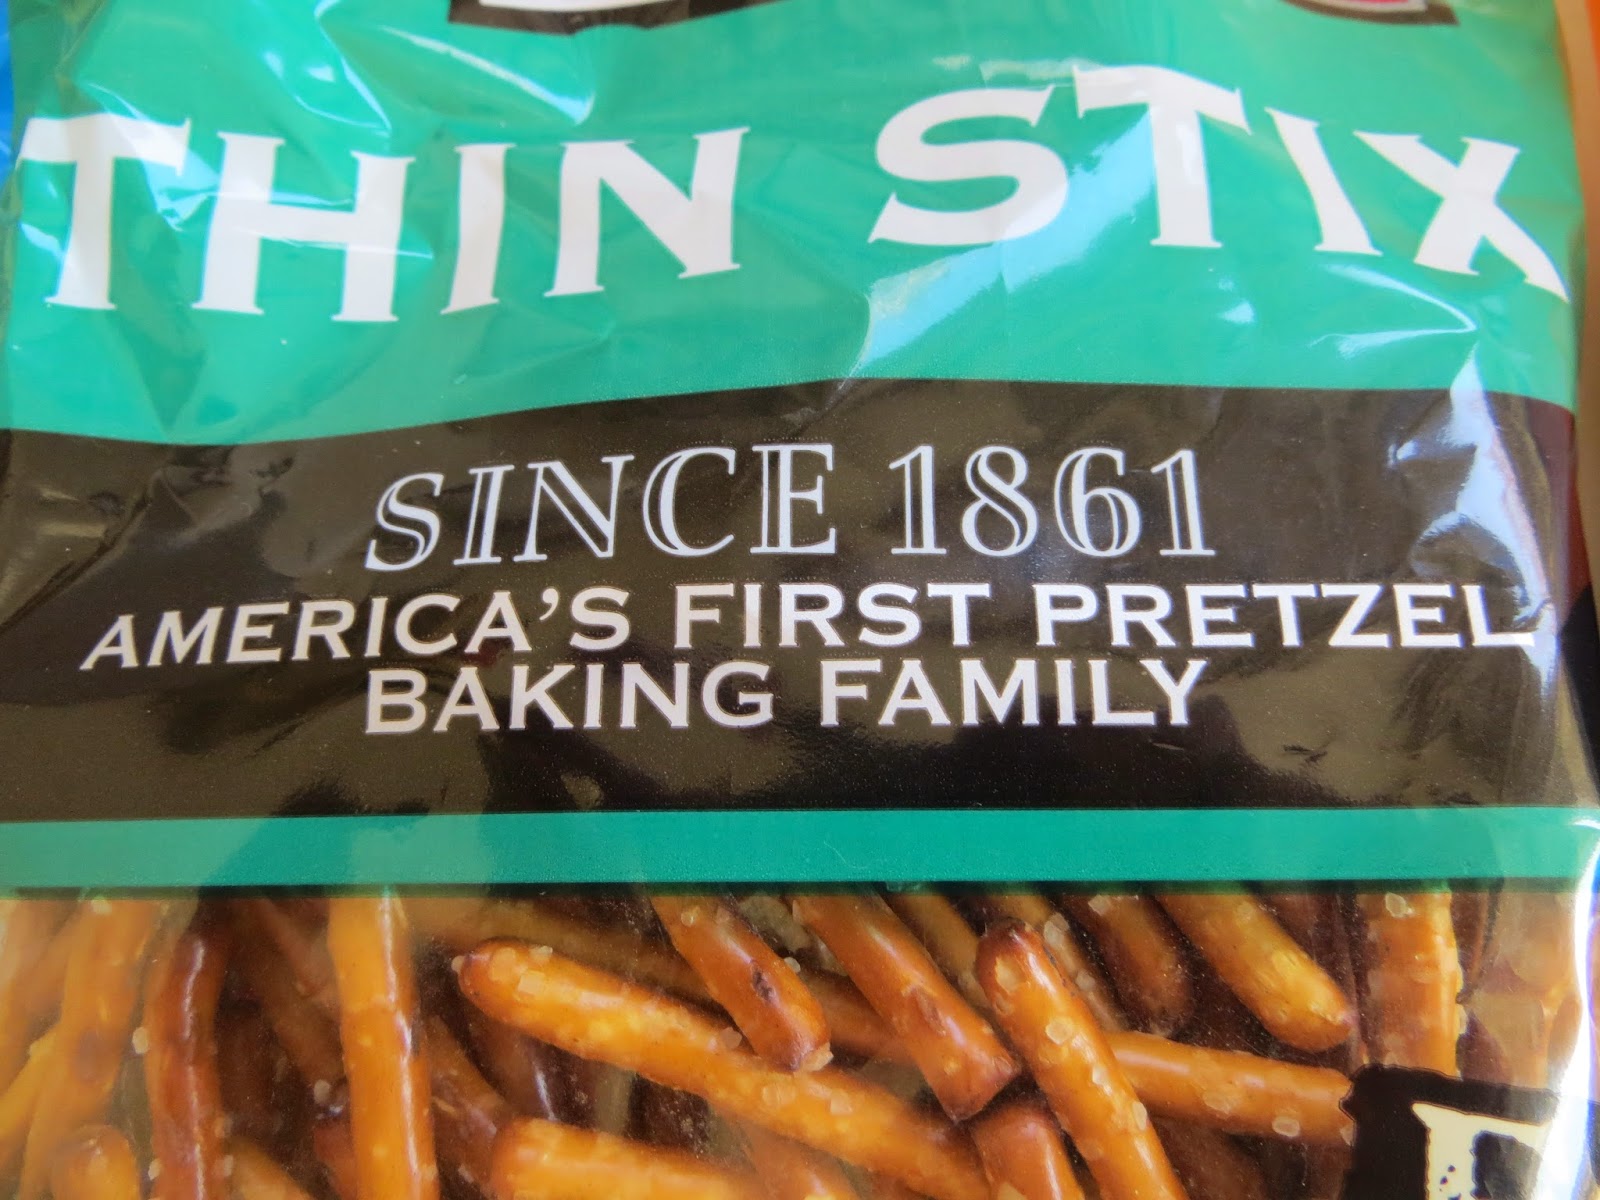 THIN STIX
SINCE 1861
AMERICA'S FIRST PRETZEL
BAKING FAMILY